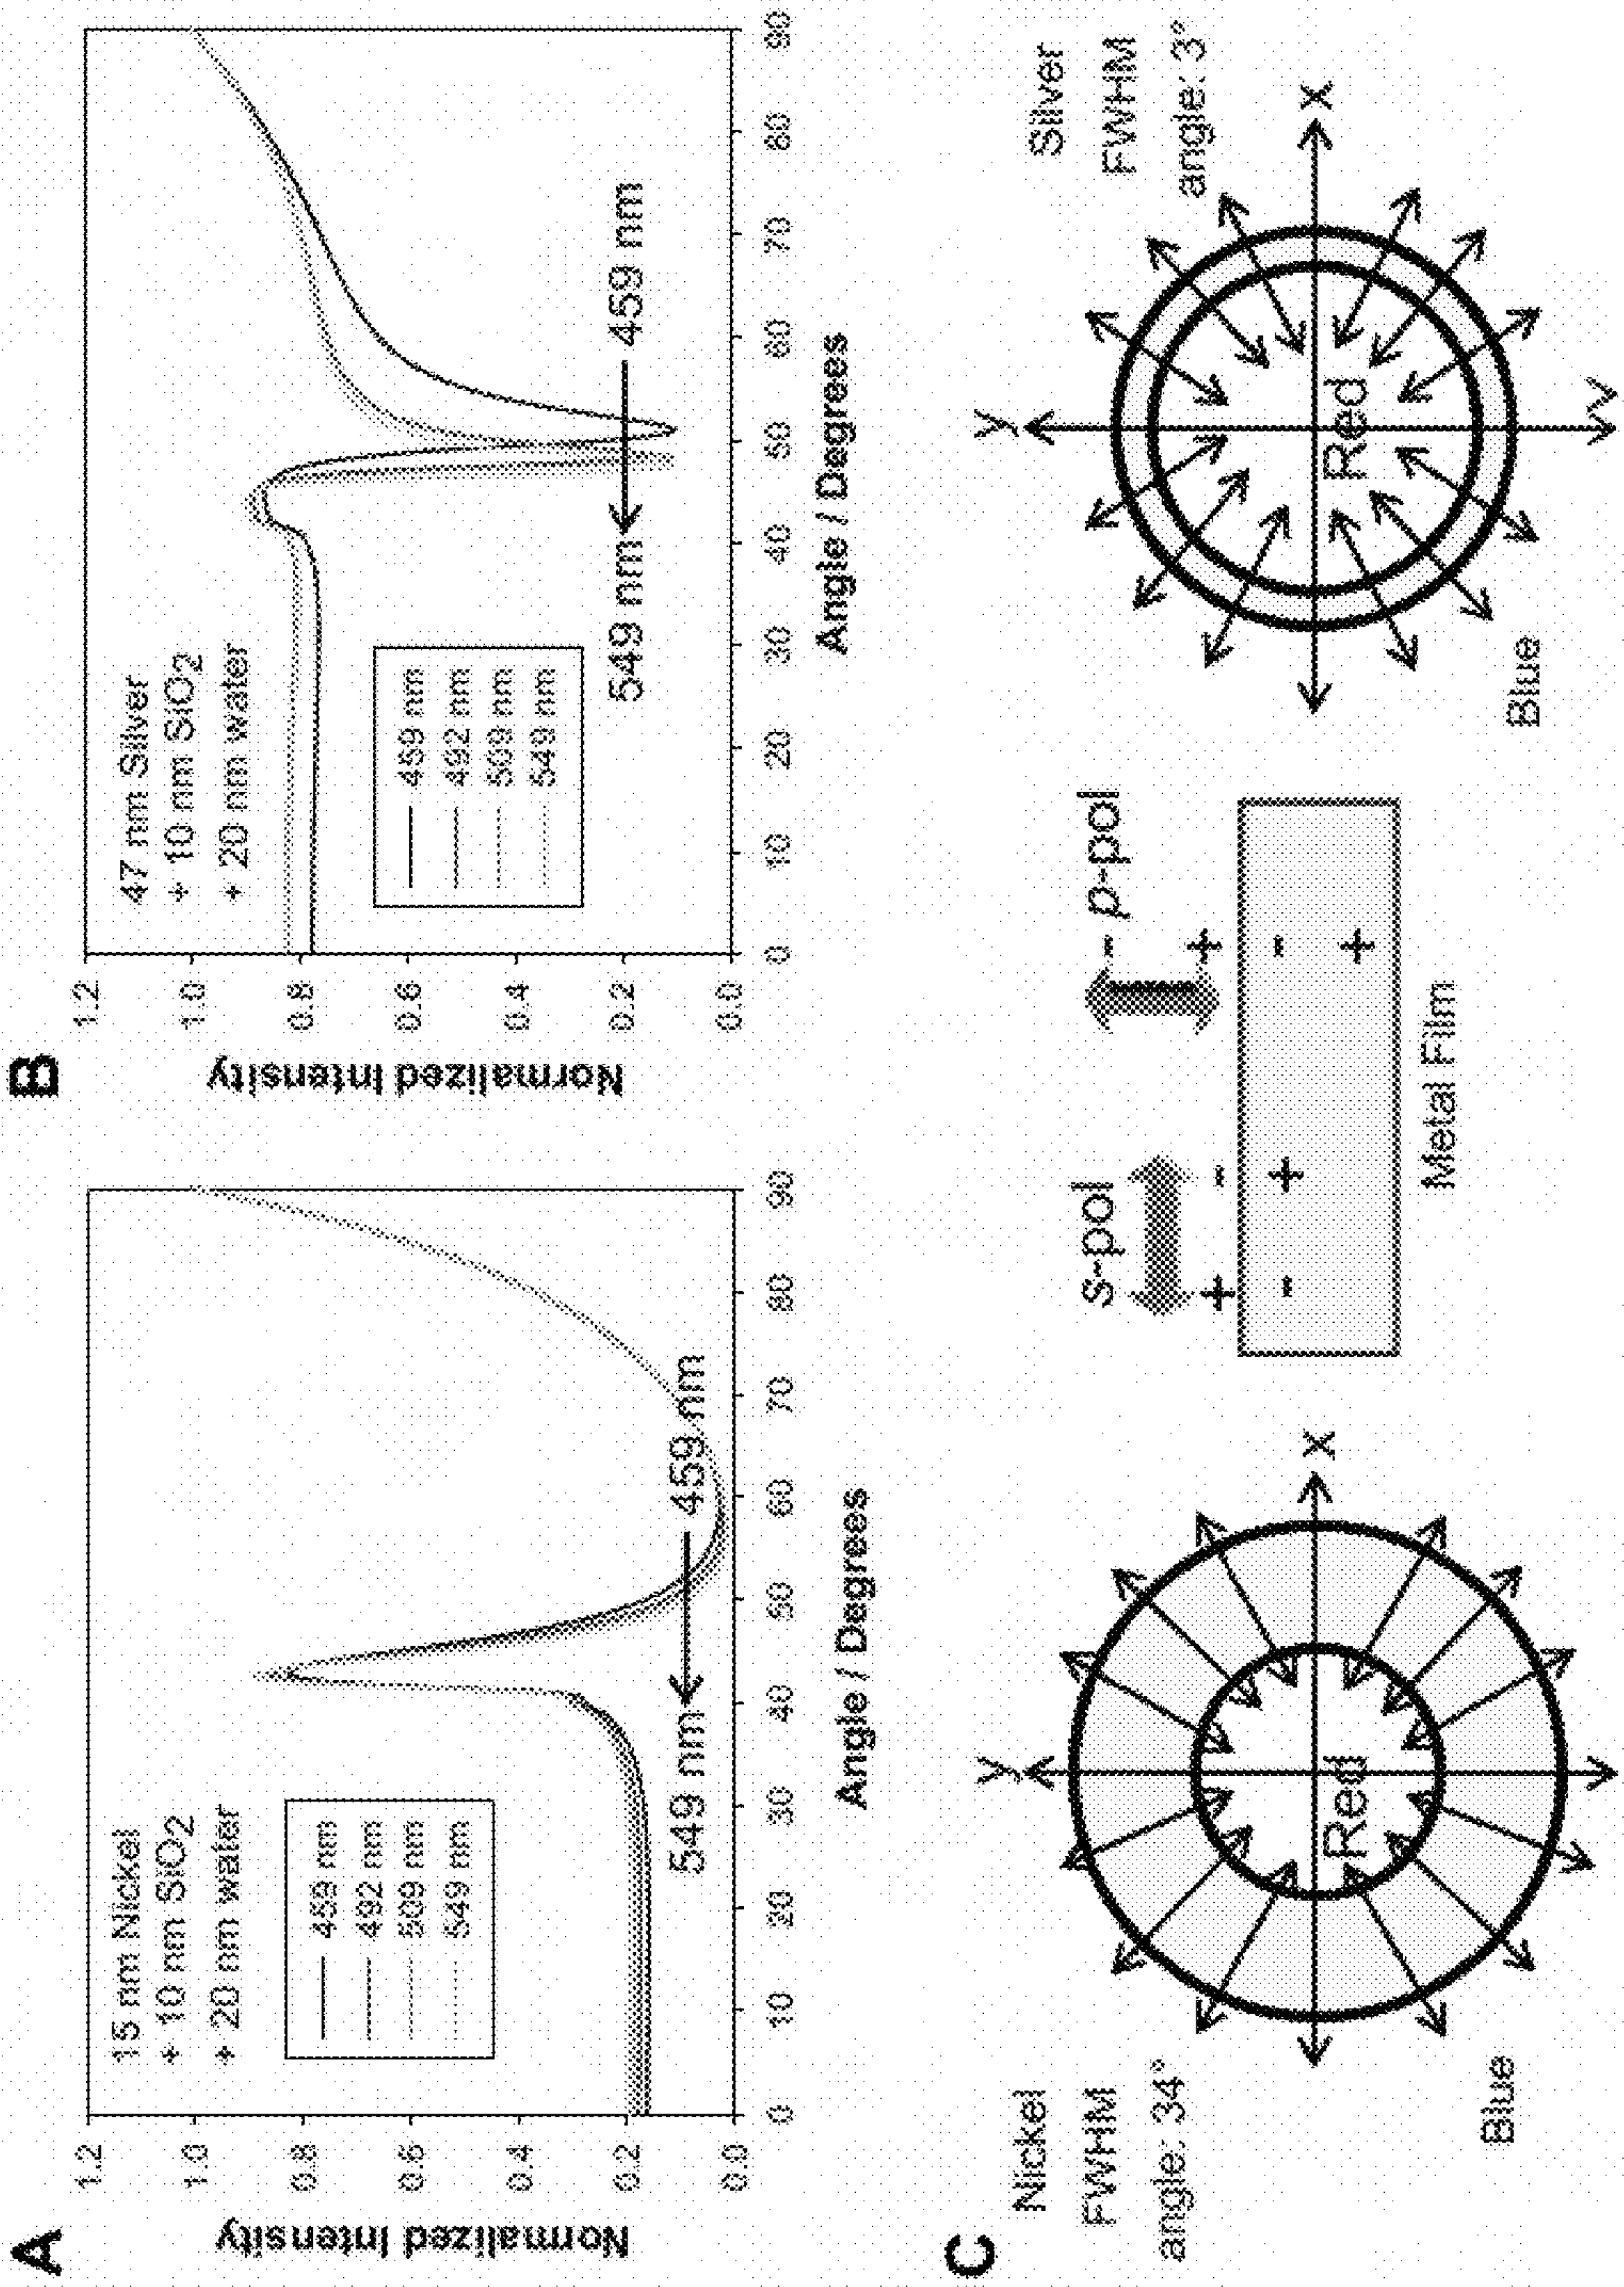 A
Normalized Intensity
1.2
1.0
0.8
0.6
0.4
0.2
0.0
15 nm Nickel
+ 10 nm SiO2
+ 20 nm water
459 nm
492 nm
509 nm
549 nm
549 nm
459 nm
0 10 20 30 40 50 60 70 80 90
Angle / Degrees
B
Normalized Intensity
1.2
1.0
0.8
0.6
0.4
0.2
0.0
47 nm Silver
+ 10 nm SiO2
+ 20 nm water
459 nm
492 nm
509 nm
549 nm
549 nm
459 nm
0 10 20 30 40 50 60 70 80 90
Angle / Degrees
C
Nickel
FWHM
angle: 34°
y
x
Red
Blue
s-pol
+ -
- +
- p-pol
+
-
+
Metal Film
y
x
Red
Blue
Silver
FWHM
angle: 3°